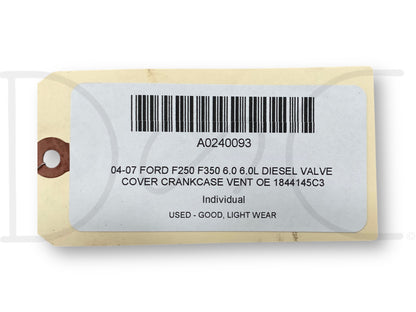 A0240093
04-07 FORD F250 F350 6.0 6.0L DIESEL VALVE
COVER CRANKCASE VENT OE 1844145C3
Individual
USED - GOOD, LIGHT WEAR